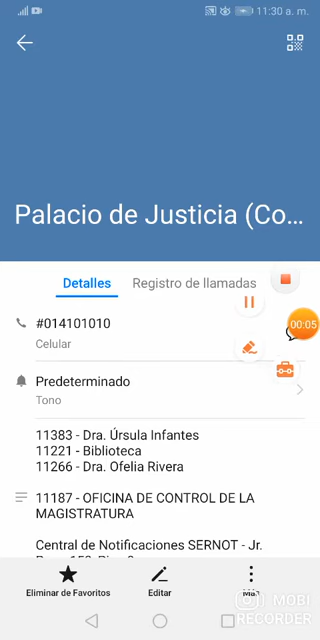 11:30 a. m.
Palacio de Justicia (Co...
Detalles
Registro de llamadas
#014101010
Celular
00:05
Predeterminado
Tono
11383 - Dra. Úrsula Infantes
11221 - Biblioteca
11266 - Dra. Ofelia Rivera
11187 - OFICINA DE CONTROL DE LA
MAGISTRATURA
Central de Notificaciones SERNOT - Jr.
Eliminar de Favoritos
Editar
Más
MOBI
RECORDER